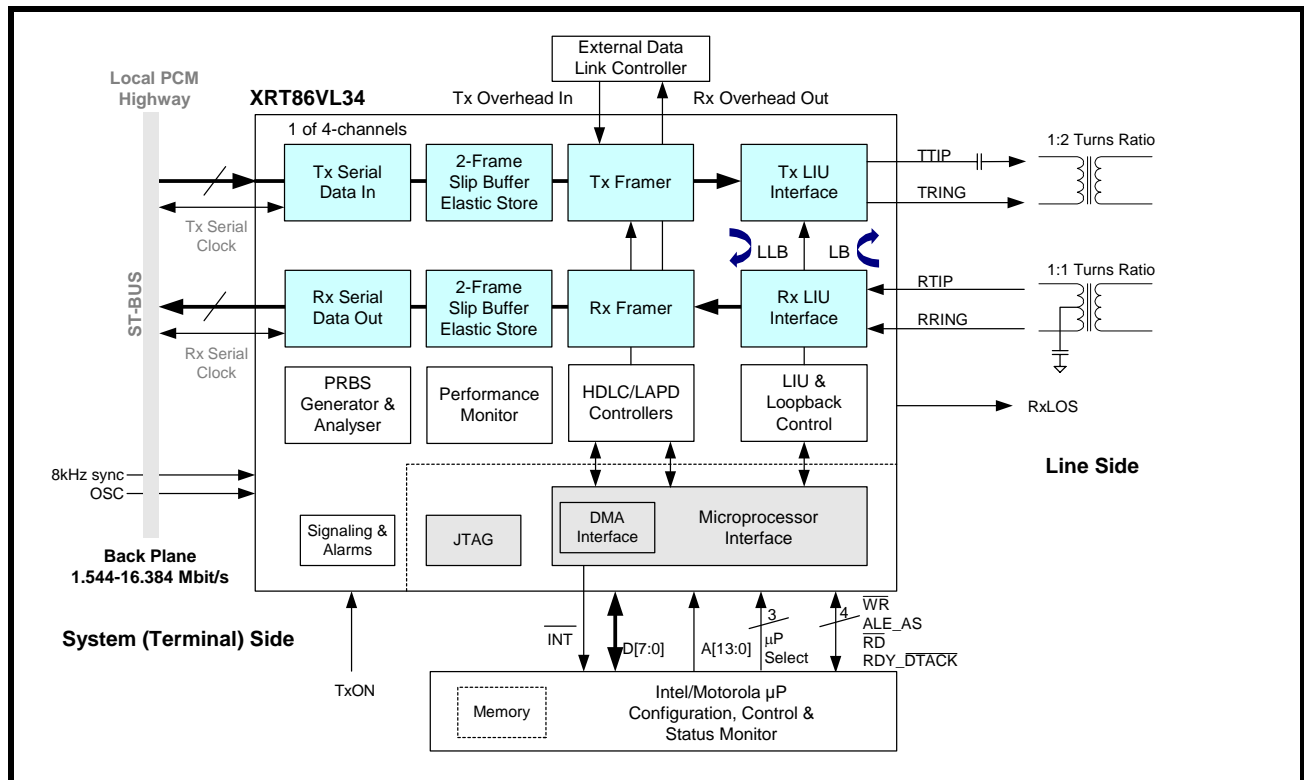 External Data
Link Controller
Local PCM
Highway
XRT86VL34
Tx Overhead In
Rx Overhead Out
1 of 4-channels
Tx Serial
Data In
2-Frame
Slip Buffer
Elastic Store
Tx Framer
Tx LIU
Interface
TTIP
TRING
1:2 Turns Ratio
Tx Serial
Clock
LLB
LB
ST-BUS
Rx Serial
Data Out
2-Frame
Slip Buffer
Elastic Store
Rx Framer
Rx LIU
Interface
RTIP
RRING
1:1 Turns Ratio
Rx Serial
Clock
PRBS
Generator &
Analyser
Performance
Monitor
HDLC/LAPD
Controllers
LIU &
Loopback
Control
RxLOS
Line Side
8kHz sync
OSC
Signaling &
Alarms
JTAG
DMA
Interface
Microprocessor
Interface
Back Plane
1.544-16.384 Mbit/s
System (Terminal) Side
TxON
INT
D[7:0]
A[13:0]
3
µP
Select
4
WR
ALE_AS
RD
RDY_DTACK
Memory
Intel/Motorola µP
Configuration, Control &
Status Monitor